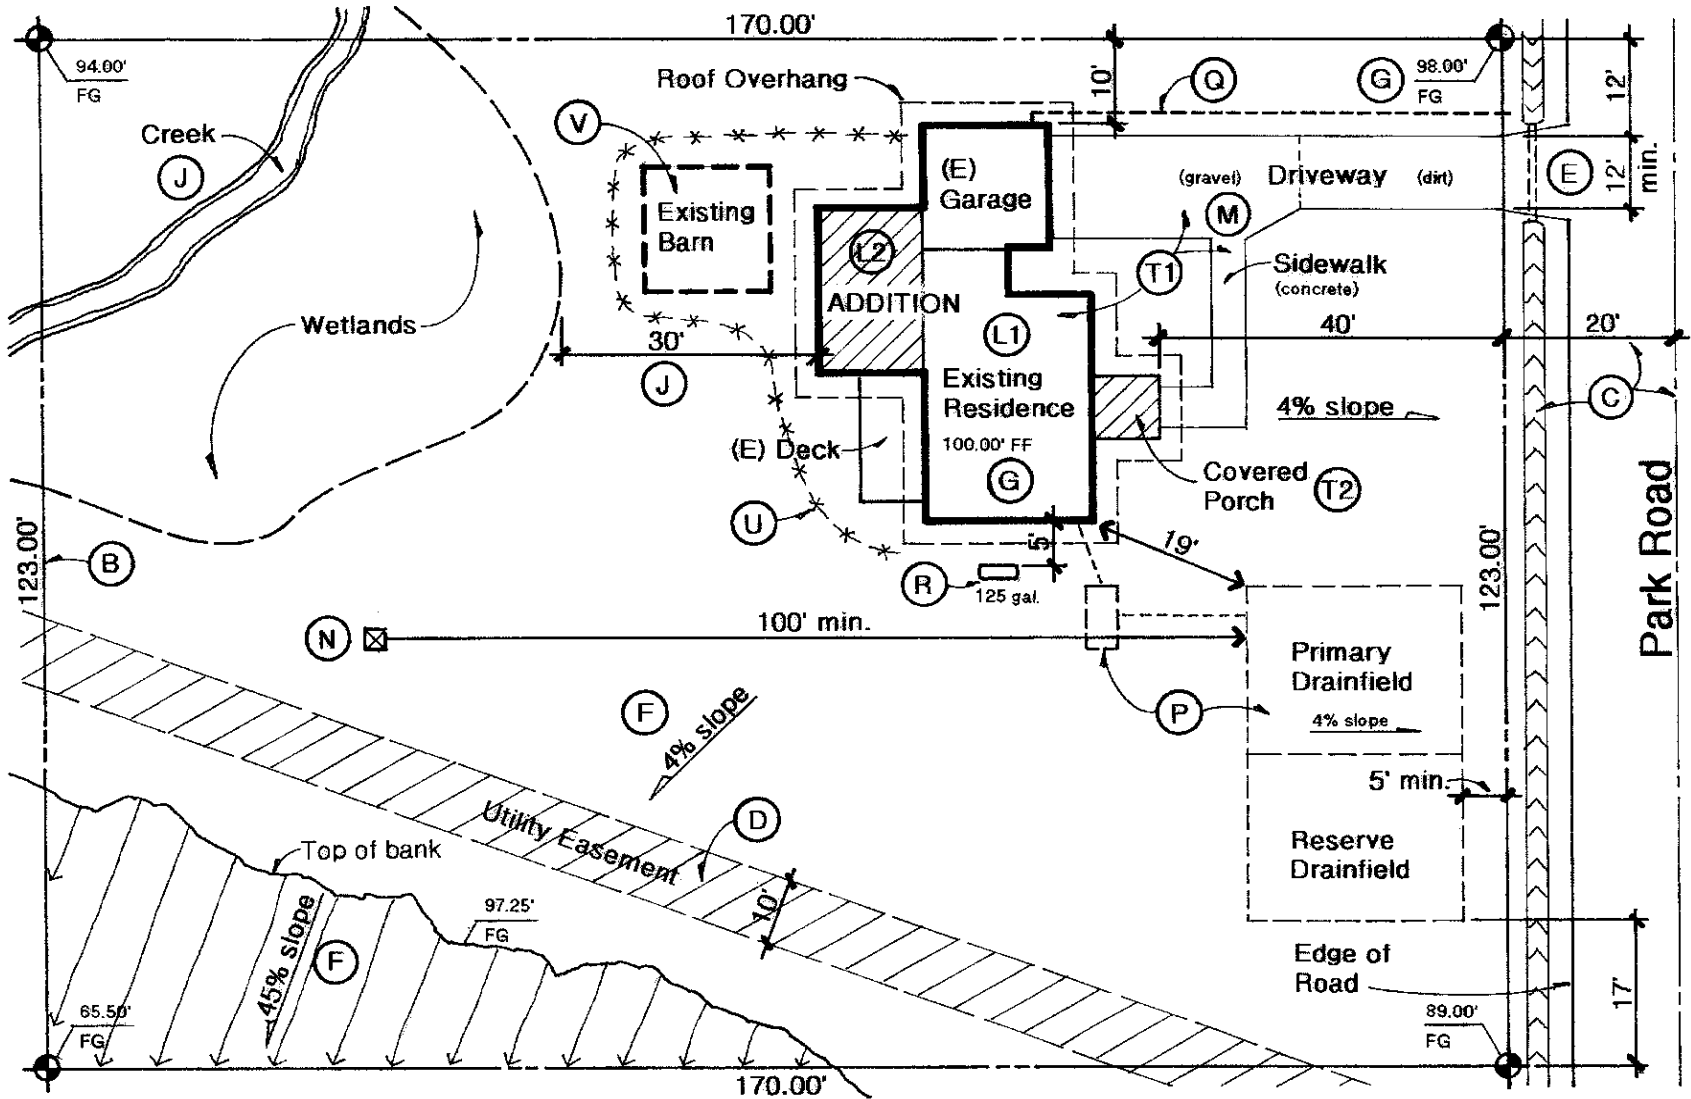 170.00'
94.00'
FG
Roof Overhang
10'
Q
G
98.00'
FG
12'
Creek
V
J
(E)
Garage
(gravel)
Driveway
(dirt)
E
12'
min.
Existing
Barn
M
L2
T1
Sidewalk
(concrete)
ADDITION
Wetlands
30'
L1
40'
20'
J
Existing
Residence
4% slope
C
(E) Deck
100.00' FF
G
Covered
Porch
T2
U
Park Road
123.00'
B
5'
19'
123.00'
R
125 gal.
N
100' min.
Primary
Drainfield
F
4% slope
P
4% slope
5' min.
Utility Easement
D
Top of bank
Reserve
Drainfield
10'
97.25'
FG
45% slope
F
Edge of
Road
17'
65.50'
FG
89.00'
FG
170.00'